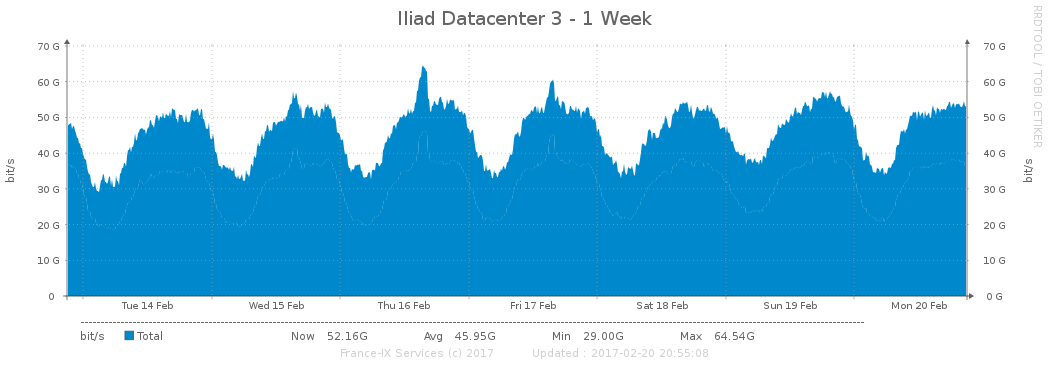 Iliad Datacenter 3 - 1 Week
RRDTOOL / TOBI OETIKER
70 G 70 G
60 G 60 G
50 G 50 G
40 G 40 G
30 G 30 G
20 G 20 G
10 G 10 G
0 0 G
bit/s bit/s
Tue 14 Feb Wed 15 Feb Thu 16 Feb Fri 17 Feb Sat 18 Feb Sun 19 Feb Mon 20 Feb
bit/s Total Now 52.16G Avg 45.95G Min 29.00G Max 64.54G
France-IX Services (c) 2017 Updated : 2017-02-20 20:55:08